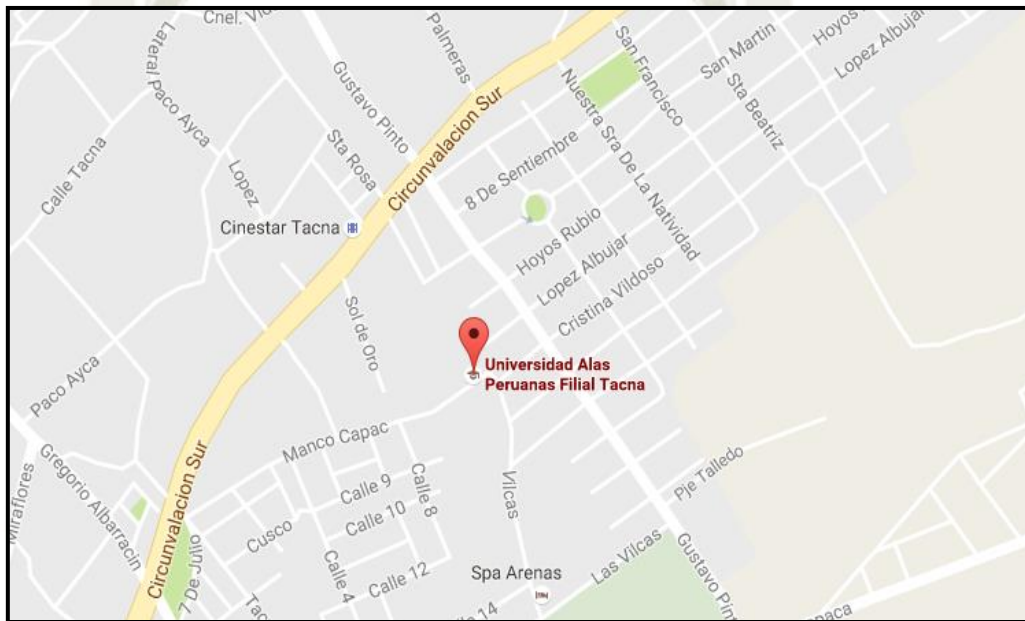 Cnel.
Lateral Paco Ayca
Gustavo Pinto
Palmeras
San Francisco
San Martin
Hoyos
Lopez Albujar
Calle Tacna
Lopez
Sta Rosa
Circunvalacion Sur
Nuestra Sra De La Natividad
Sta Beatriz
8 De Sentiembre
Cinestar Tacna
Hoyos Rubio
Lopez Albujar
Cristina Vildoso
Sol de Oro
Universidad Alas
Peruanas Filial Tacna
Paco Ayca
Manco Capac
Miraflores
Gregorio Albarracin
Circunvalacion Sur
Calle 9
Calle 8
Vilcas
Pje Talledo
Calle 10
Cusco
7 De Julio
Calle 4
Calle 12
Spa Arenas
Las Vilcas
Gustavo Pint
14